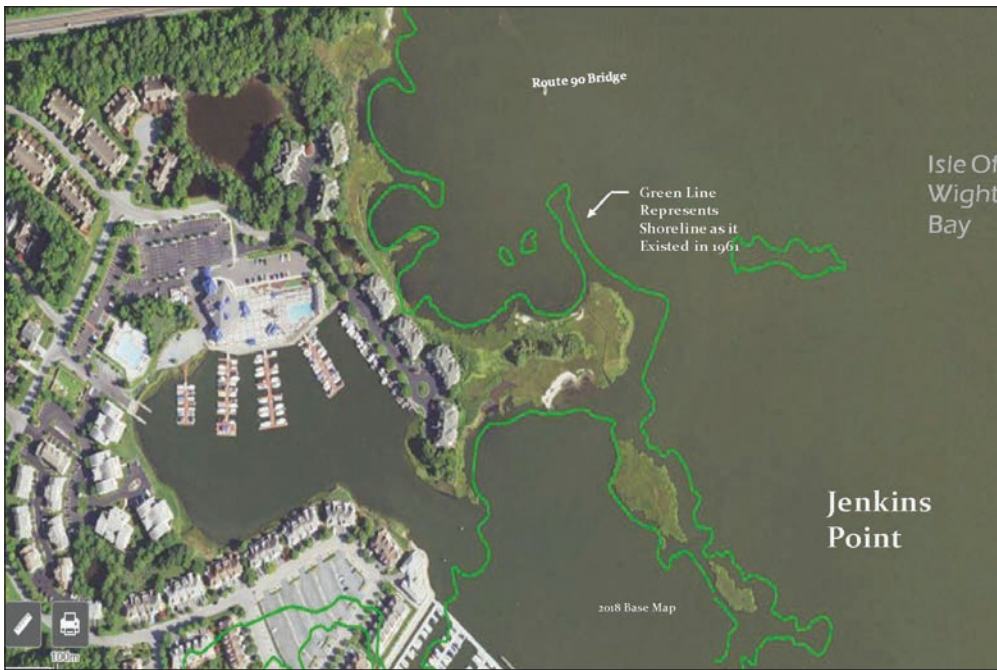 Route 90 Bridge
Isle Of
Wight
Bay
Green Line
Represents
Shoreline as it
Existed in 1961
Jenkins
Point
2018 Base Map
100m